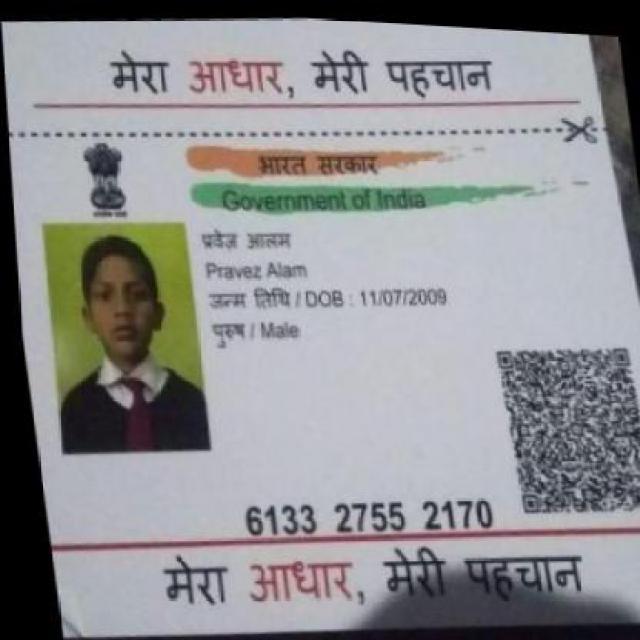 मेरा आधार, मेरी पहचान
भारत सरकार
Government of India
प्रवेज़ आलम
Pravez Alam
जन्म तिथि / DOB : 11/07/2009
पुरुष / Male
6133 2755 2170
मेरा आधार, मेरी पहचान